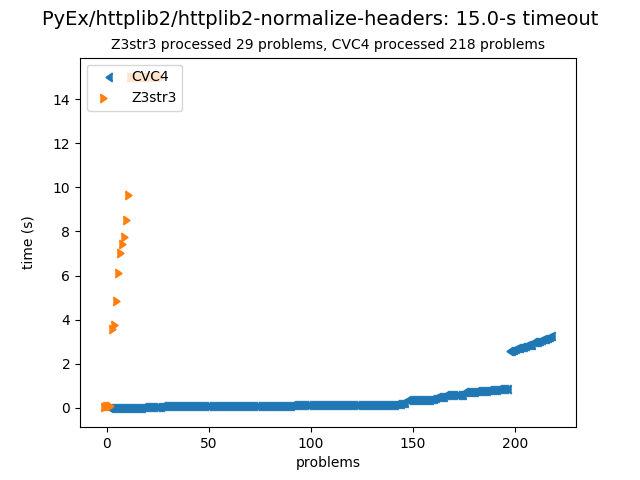 PyEx/httplib2/httplib2-normalize-headers: 15.0-s timeout
Z3str3 processed 29 problems, CVC4 processed 218 problems
CVC4
Z3str3
14
12
10
8
6
4
2
0
time (s)
0 50 100 150 200
problems